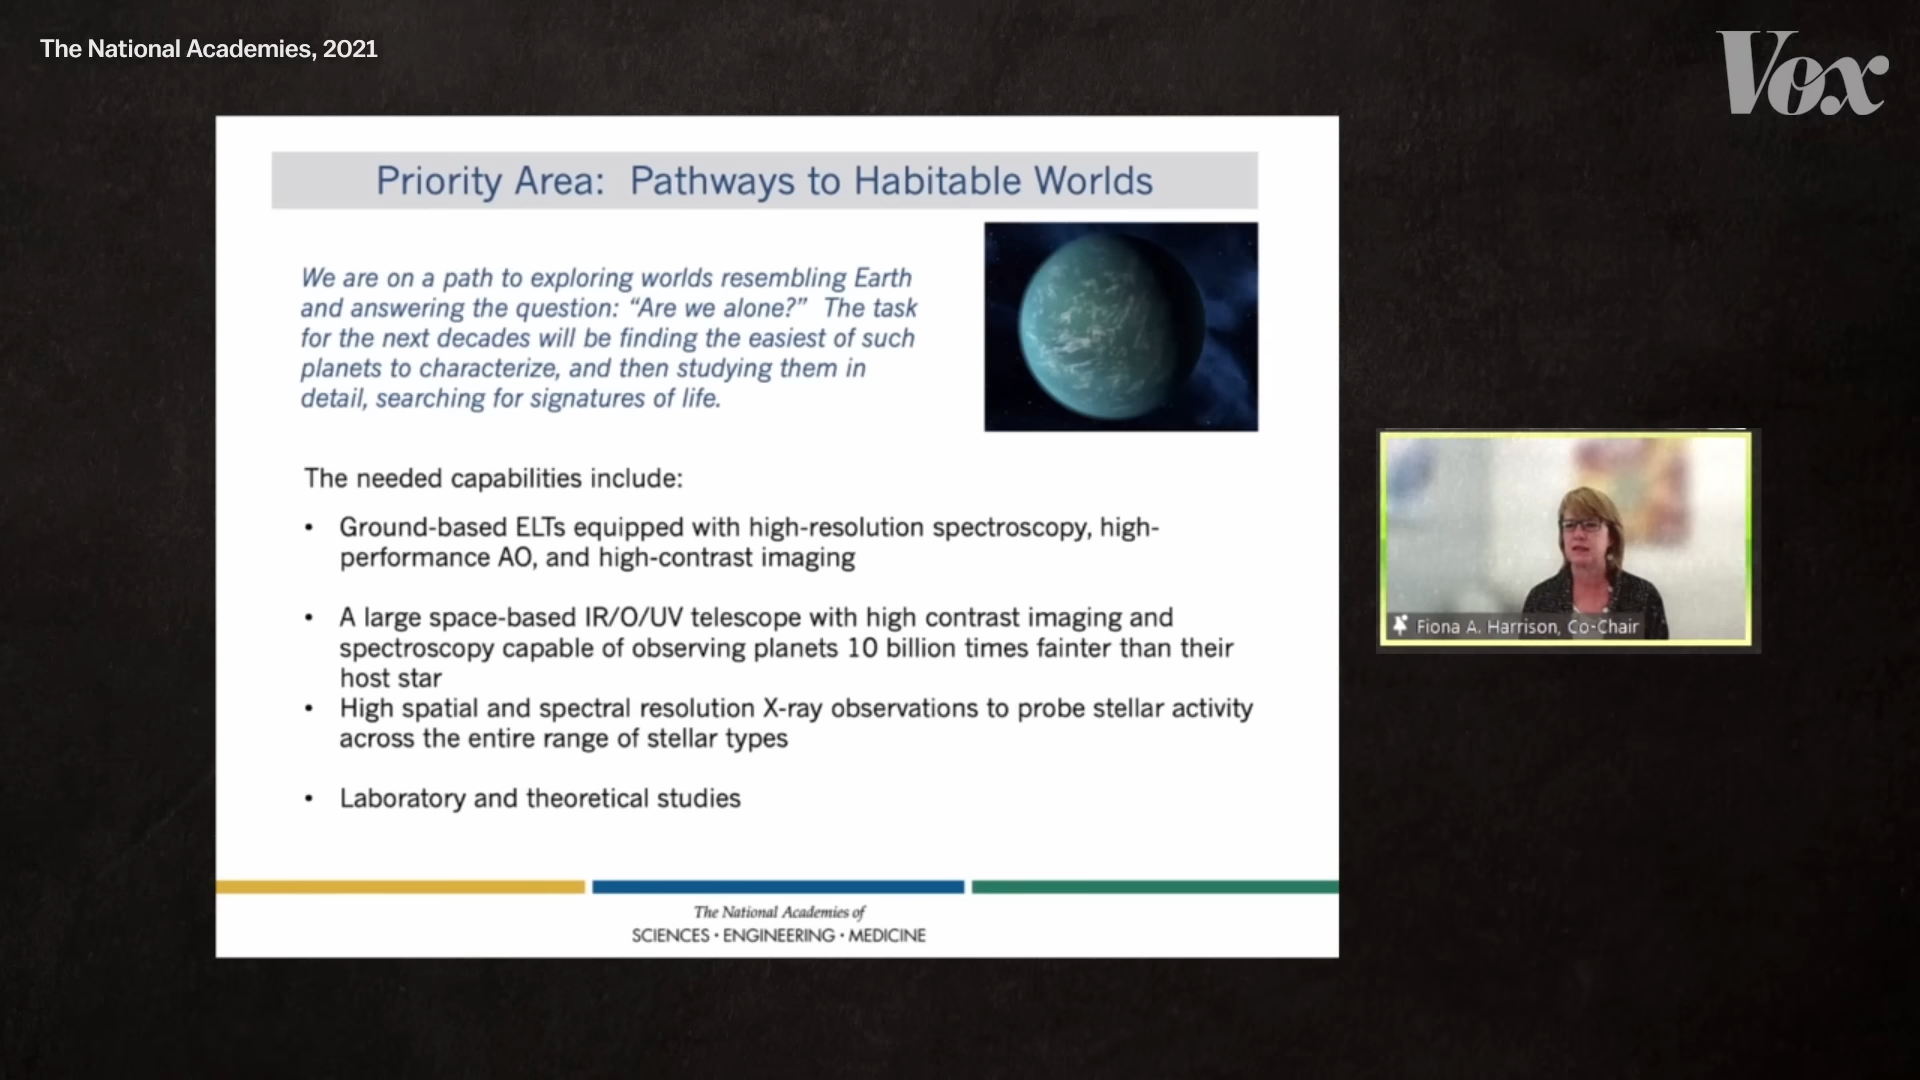 The National Academies, 2021
Vox
Priority Area: Pathways to Habitable Worlds
We are on a path to exploring worlds resembling Earth
and answering the question: “Are we alone?” The task
for the next decades will be finding the easiest of such
planets to characterize, and then studying them in
detail, searching for signatures of life.
The needed capabilities include:
• Ground-based ELTs equipped with high-resolution spectroscopy, high-
performance AO, and high-contrast imaging
• A large space-based IR/O/UV telescope with high contrast imaging and
spectroscopy capable of observing planets 10 billion times fainter than their
host star
• High spatial and spectral resolution X-ray observations to probe stellar activity
across the entire range of stellar types
• Laboratory and theoretical studies
The National Academies of
SCIENCES · ENGINEERING · MEDICINE
Fiona A. Harrison, Co-Chair